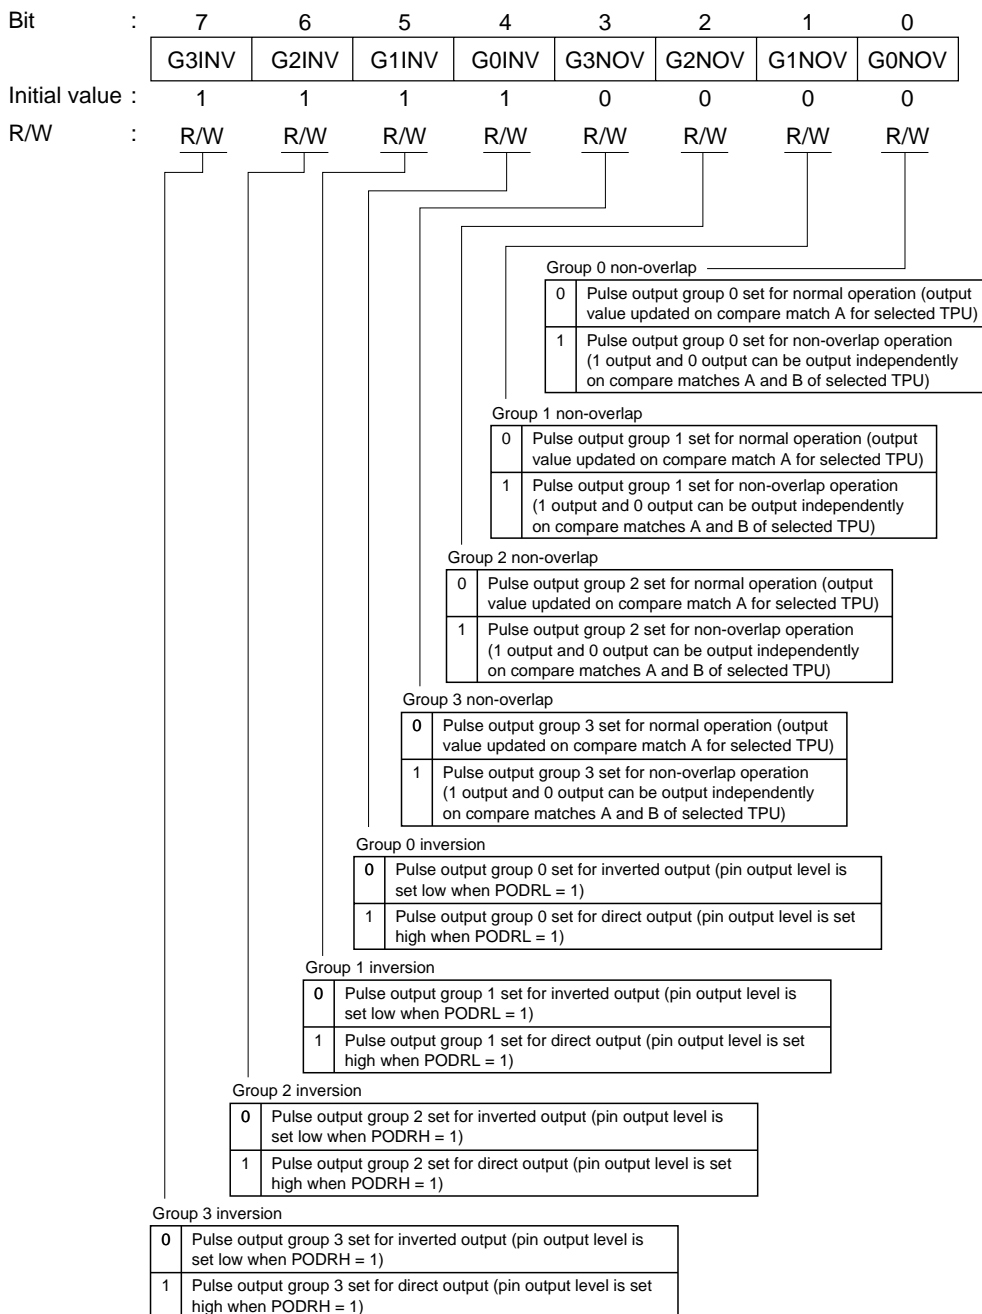 Bit : 7 6 5 4 3 2 1 0
G3INV G2INV G1INV G0INV G3NOV G2NOV G1NOV G0NOV
Initial value : 1 1 1 1 0 0 0 0
R/W : R/W R/W R/W R/W R/W R/W R/W R/W
Group 0 non-overlap
0 Pulse output group 0 set for normal operation (output
value updated on compare match A for selected TPU)
1 Pulse output group 0 set for non-overlap operation
(1 output and 0 output can be output independently
on compare matches A and B of selected TPU)
Group 1 non-overlap
0 Pulse output group 1 set for normal operation (output
value updated on compare match A for selected TPU)
1 Pulse output group 1 set for non-overlap operation
(1 output and 0 output can be output independently
on compare matches A and B of selected TPU)
Group 2 non-overlap
0 Pulse output group 2 set for normal operation (output
value updated on compare match A for selected TPU)
1 Pulse output group 2 set for non-overlap operation
(1 output and 0 output can be output independently
on compare matches A and B of selected TPU)
Group 3 non-overlap
0 Pulse output group 3 set for normal operation (output
value updated on compare match A for selected TPU)
1 Pulse output group 3 set for non-overlap operation
(1 output and 0 output can be output independently
on compare matches A and B of selected TPU)
Group 0 inversion
0 Pulse output group 0 set for inverted output (pin output level is
set low when PODRL = 1)
1 Pulse output group 0 set for direct output (pin output level is set
high when PODRL = 1)
Group 1 inversion
0 Pulse output group 1 set for inverted output (pin output level is
set low when PODRL = 1)
1 Pulse output group 1 set for direct output (pin output level is set
high when PODRL = 1)
Group 2 inversion
0 Pulse output group 2 set for inverted output (pin output level is
set low when PODRH = 1)
1 Pulse output group 2 set for direct output (pin output level is set
high when PODRH = 1)
Group 3 inversion
0 Pulse output group 3 set for inverted output (pin output level is
set low when PODRH = 1)
1 Pulse output group 3 set for direct output (pin output level is set
high when PODRH = 1)